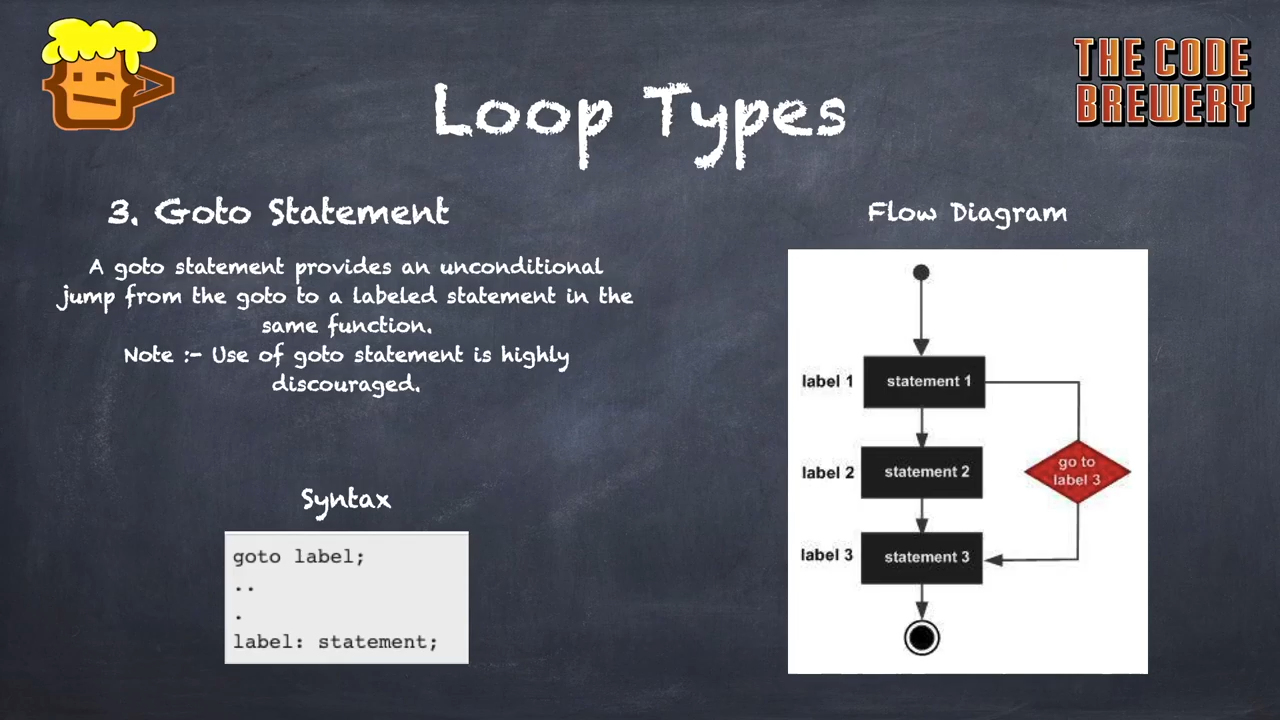 THE CODE
BREWERY
Loop Types
3. Goto Statement
A goto statement provides an unconditional
jump from the goto to a labeled statement in the
same function.
Note :- Use of goto statement is highly
discouraged.
Syntax
goto label;
..
.
label: statement;
Flow Diagram
label 1
statement 1
label 2
statement 2
go to
label 3
label 3
statement 3